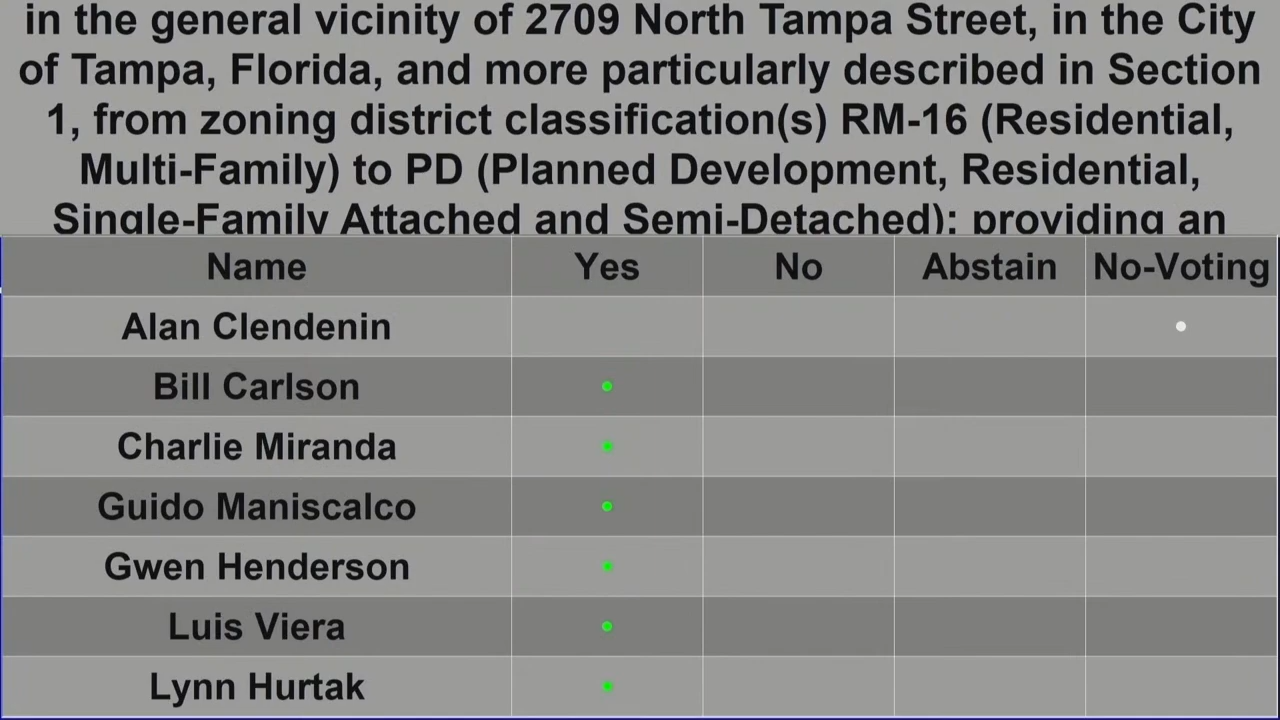 in the general vicinity of 2709 North Tampa Street, in the City
of Tampa, Florida, and more particularly described in Section
1, from zoning district classification(s) RM-16 (Residential,
Multi-Family) to PD (Planned Development, Residential,
Single-Family Attached and Semi-Detached); providing an
Name Yes No Abstain No-Voting
Alan Clendenin
Bill Carlson
Charlie Miranda
Guido Maniscalco
Gwen Henderson
Luis Viera
Lynn Hurtak